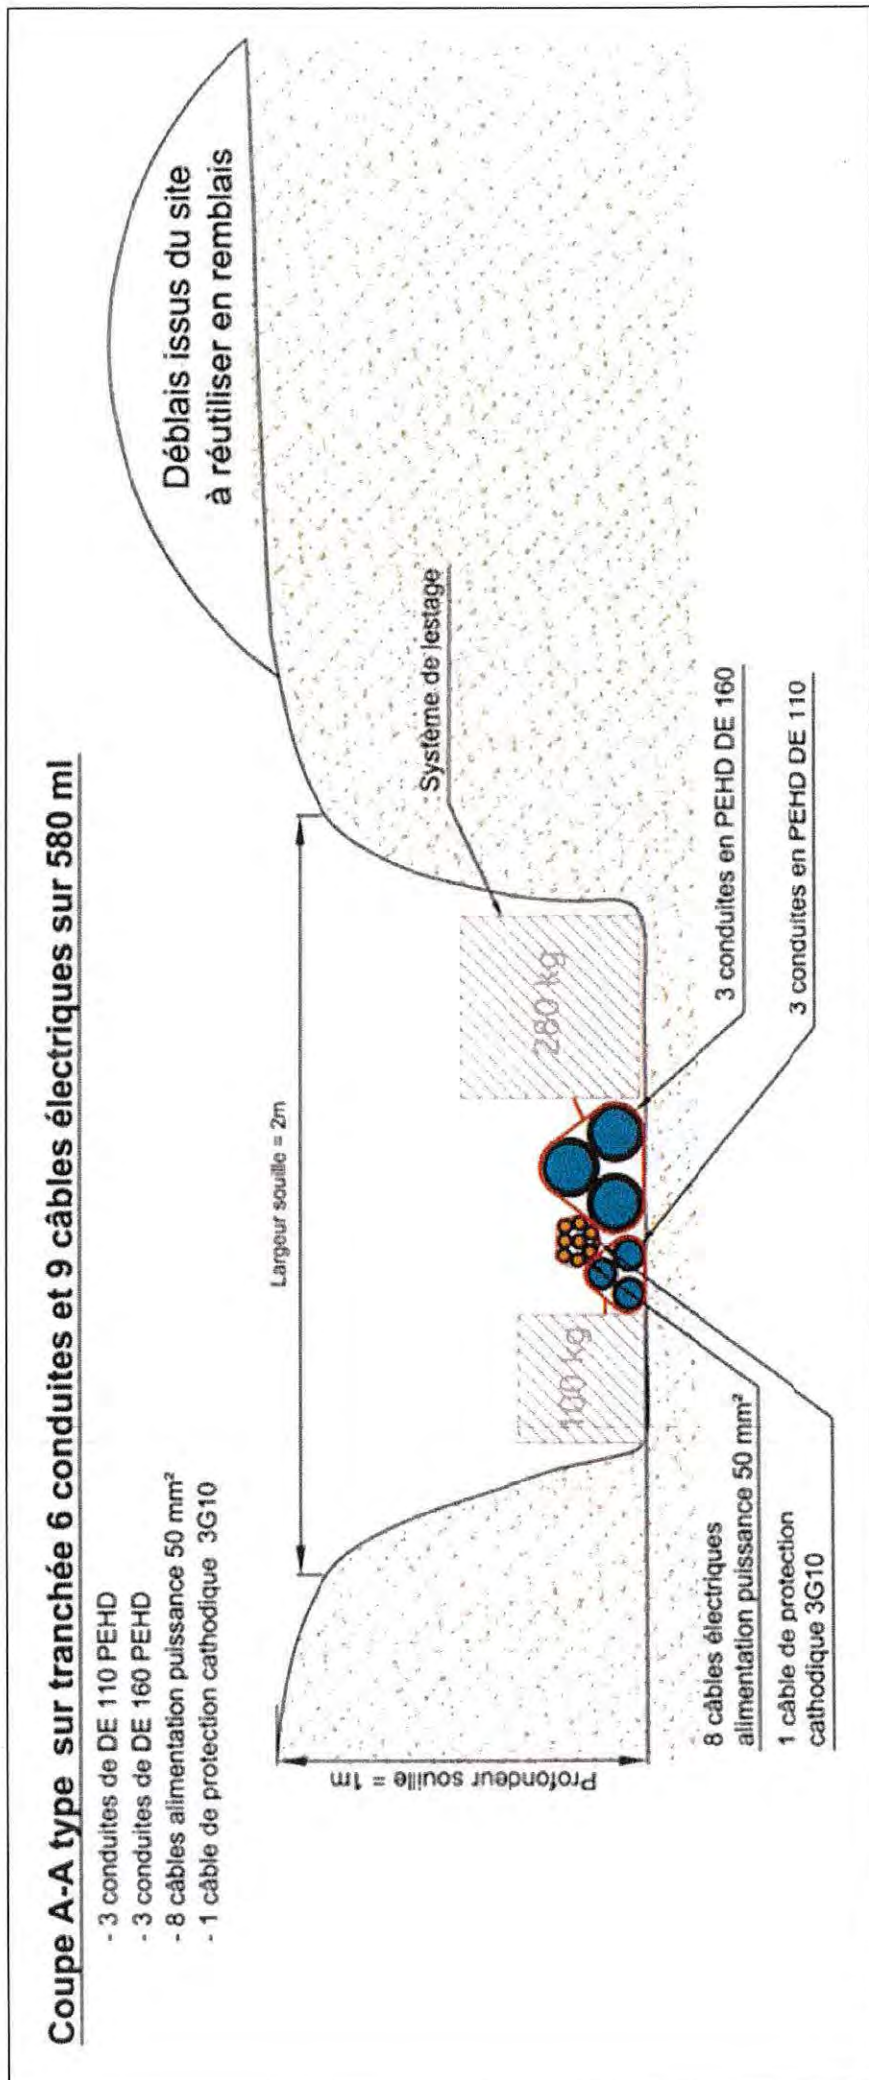 Coupe A-A type sur tranchée 6 conduites et 9 câbles électriques sur 580 ml
- 3 conduites de DE 110 PEHD
- 3 conduites de DE 160 PEHD
- 8 câbles alimentation puissance 50 mm²
- 1 câble de protection cathodique 3G10
Déblais issus du site
à réutiliser en remblais
Largeur souille = 2m
Système de lestage
Profondeur souille = 1m
100 kg
280 kg
3 conduites en PEHD DE 160
3 conduites en PEHD DE 110
8 câbles électriques
alimentation puissance 50 mm²
1 câble de protection
cathodique 3G10